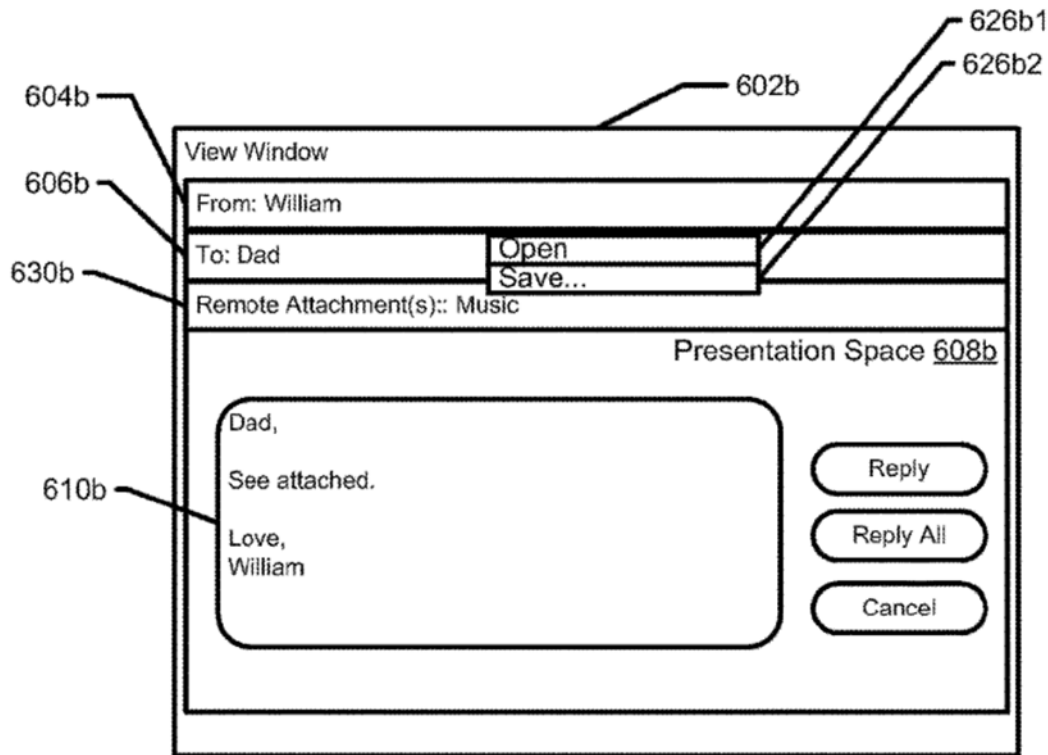 626b1
626b2
602b
604b
View Window
606b
From: William
To: Dad
Open
630b
Save...
Remote Attachment(s):: Music
Presentation Space 608b
Dad,
See attached.
610b
Love,
William
Reply
Reply All
Cancel